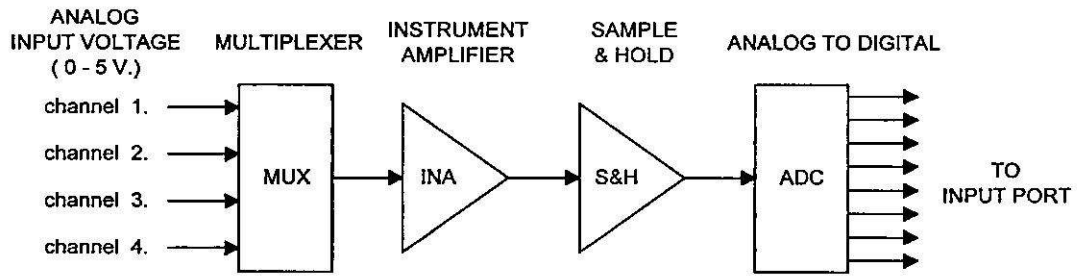 ANALOG
INPUT VOLTAGE
( 0 - 5 V.)
MULTIPLEXER
INSTRUMENT
AMPLIFIER
SAMPLE
& HOLD
ANALOG TO DIGITAL
channel 1.
channel 2.
channel 3.
channel 4.
MUX
INA
S&H
ADC
TO
INPUT PORT